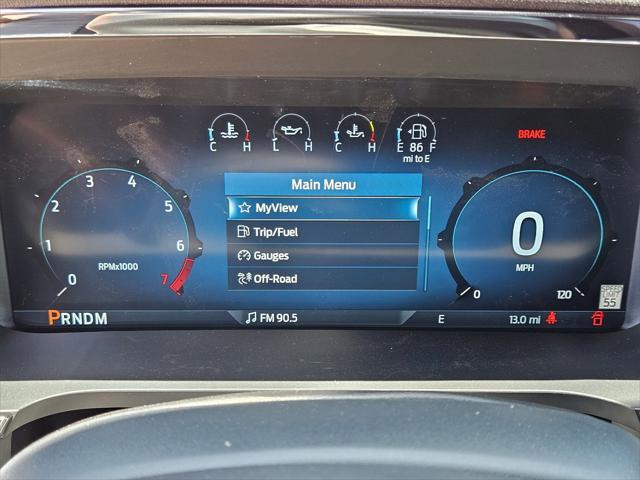 C H
L H
C H
E 86 F
mi to E
BRAKE
Main Menu
MyView
Trip/Fuel
Gauges
Off-Road
0 1 2 3 4 5 6 7
RPMx1000
0
MPH
0 120
SPEED
LIMIT
55
PRNDM
FM 90.5
E
13.0 mi